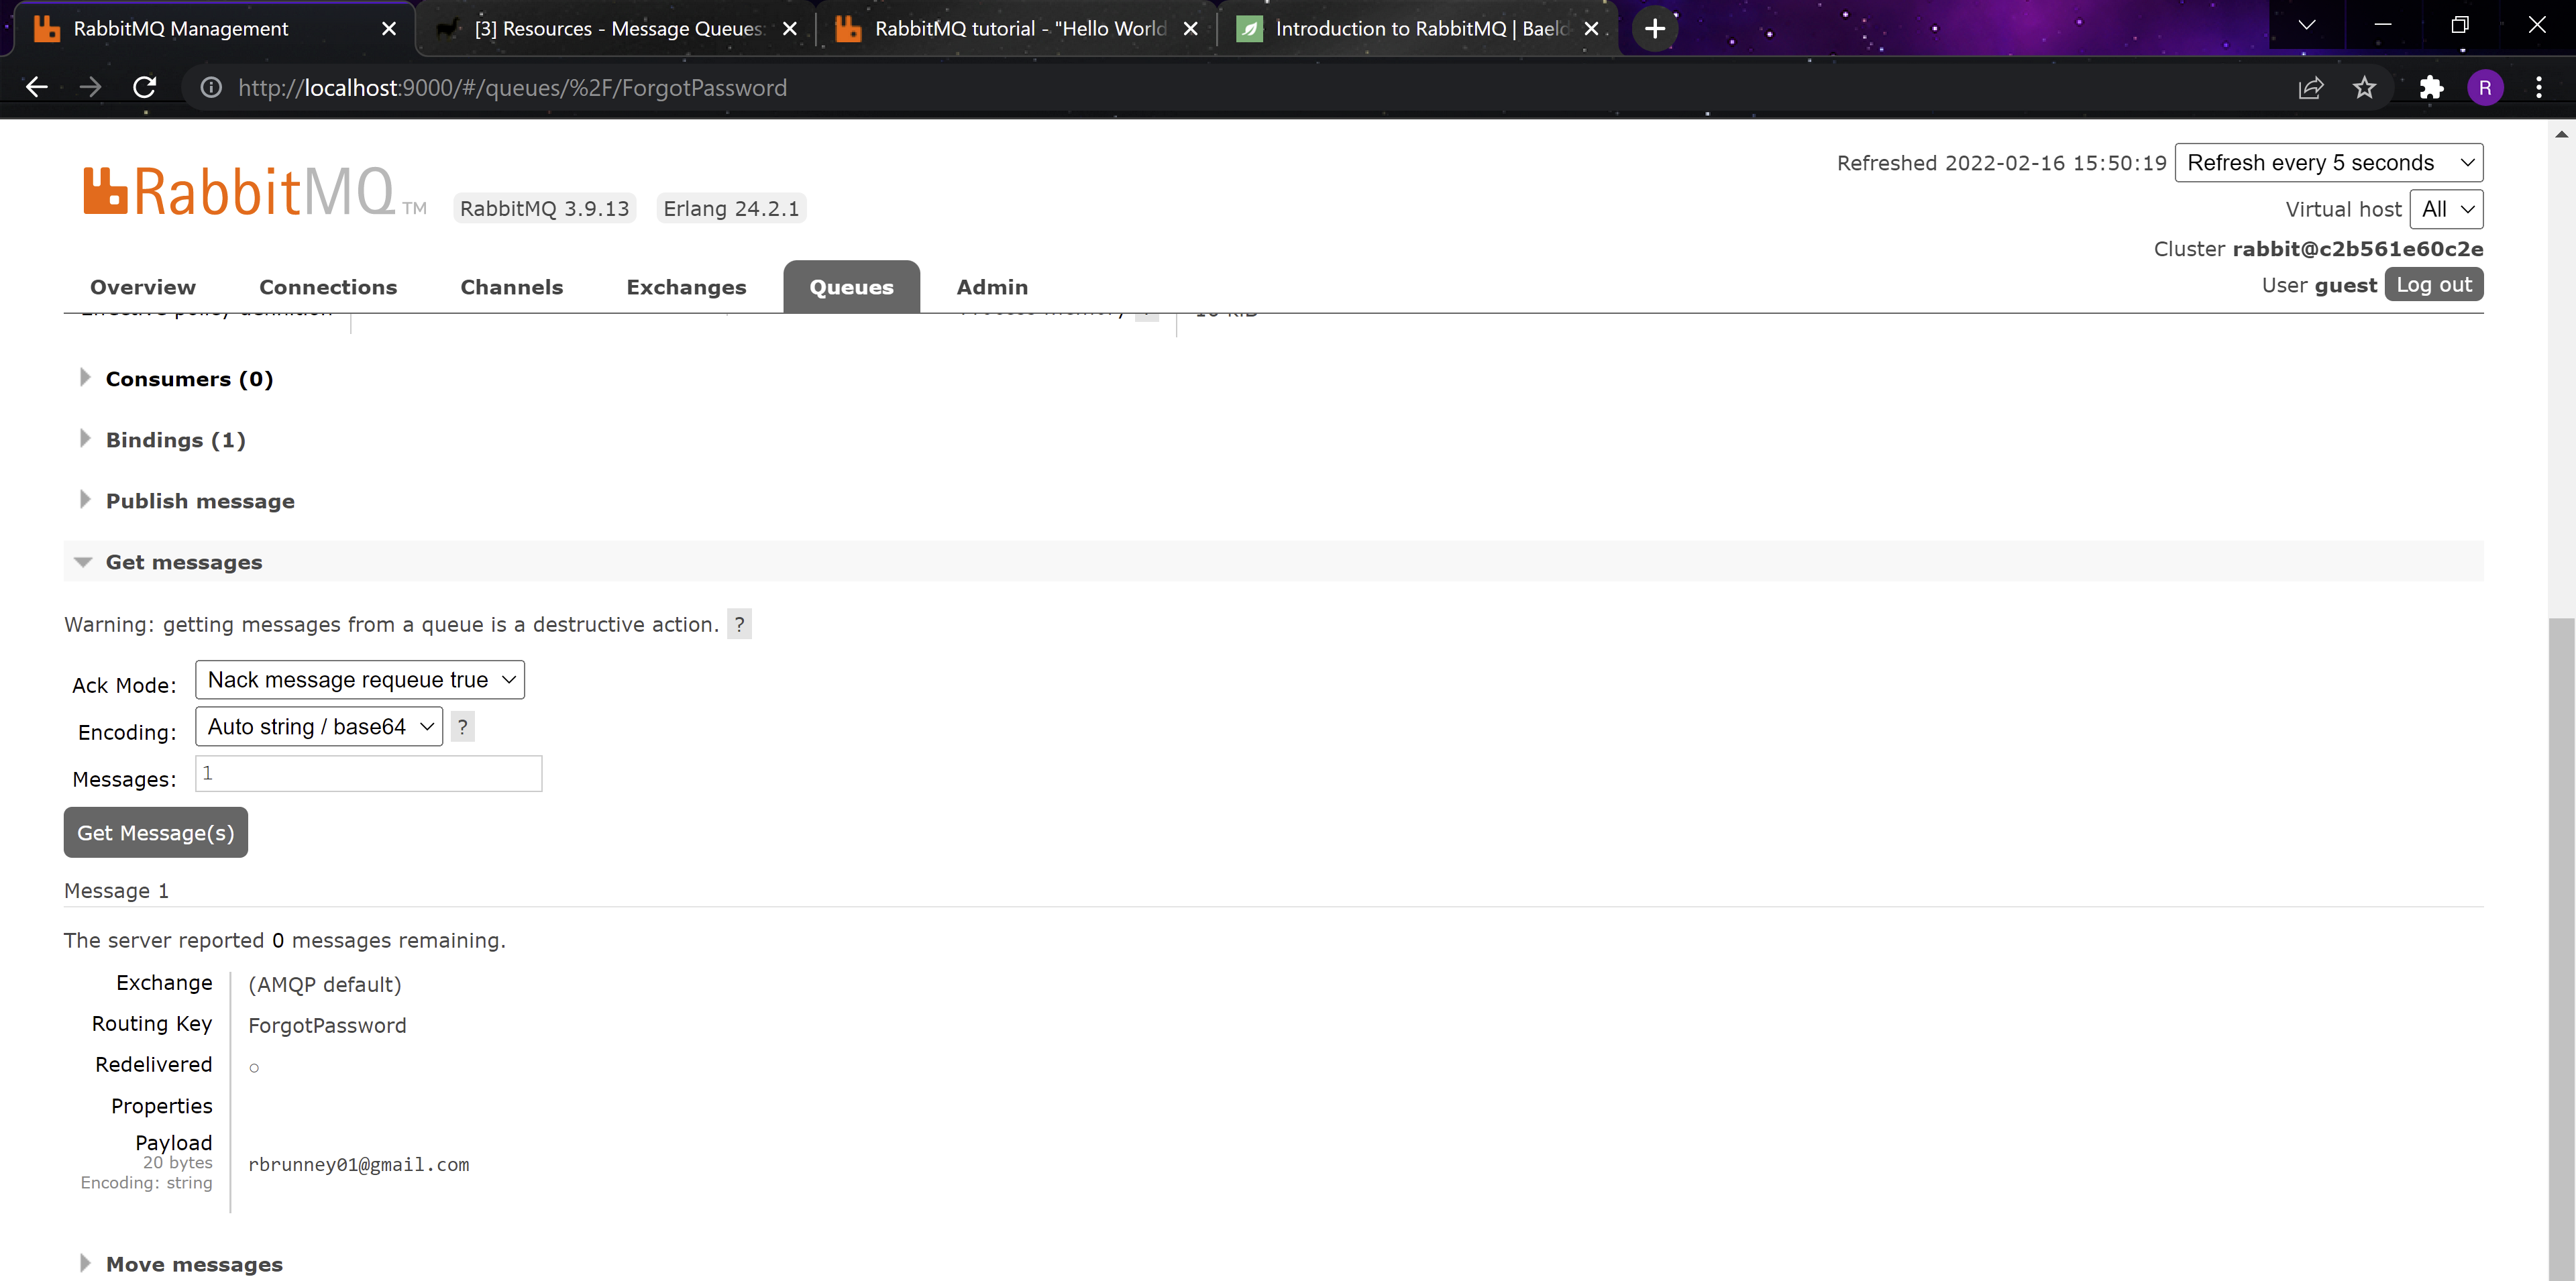 RabbitMQ Management
[3] Resources - Message Queues:
RabbitMQ tutorial - "Hello World
Introduction to RabbitMQ | Baeld
http://localhost:9000/#/queues/%2F/ForgotPassword
R
RabbitMQ TM
RabbitMQ 3.9.13
Erlang 24.2.1
Refreshed 2022-02-16 15:50:19
Refresh every 5 seconds
Virtual host
All
Cluster rabbit@c2b561e60c2e
User guest
Log out
Overview
Connections
Channels
Exchanges
Queues
Admin
Consumers (0)
Bindings (1)
Publish message
Get messages
Warning: getting messages from a queue is a destructive action. ?
Ack Mode: Nack message requeue true
Encoding: Auto string / base64 ?
Messages: 1
Get Message(s)
Message 1
The server reported 0 messages remaining.
Exchange (AMQP default)
Routing Key ForgotPassword
Redelivered ○
Properties
Payload
20 bytes
Encoding: string
rbrunney01@gmail.com
Move messages